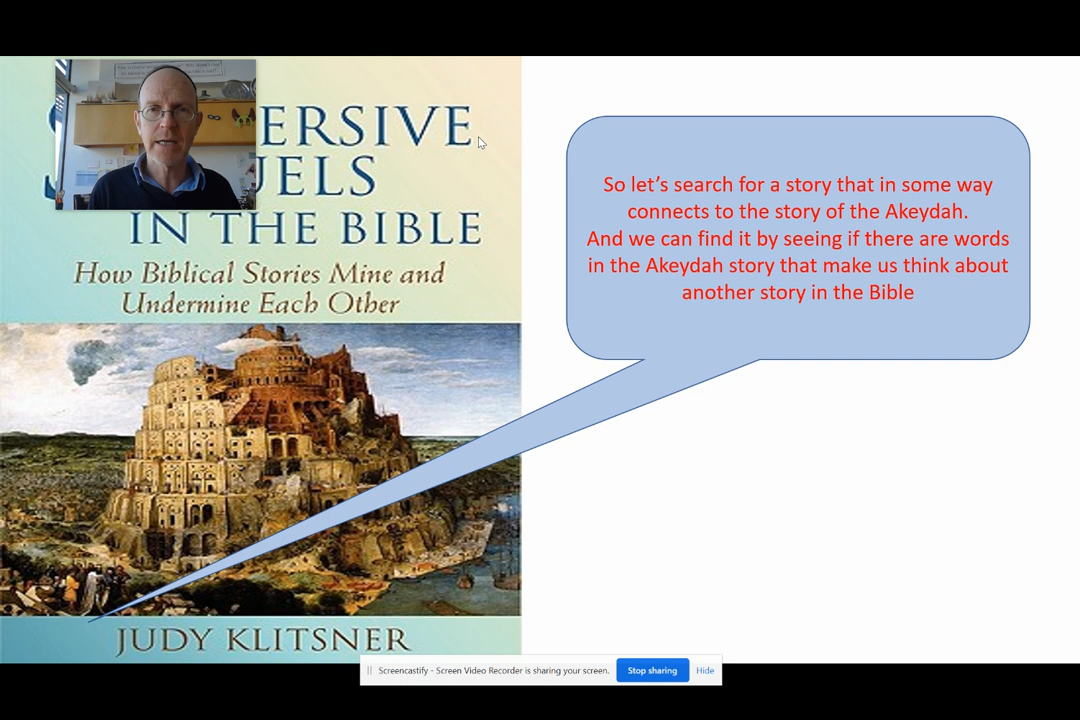 ERSIVE
UELS
IN THE BIBLE
How Biblical Stories Mine and
Undermine Each Other
JUDY KLITSNER
So let’s search for a story that in some way
connects to the story of the Akeydah.
And we can find it by seeing if there are words
in the Akeydah story that make us think about
another story in the Bible
Screencastify - Screen Video Recorder is sharing your screen.
Stop sharing
Hide